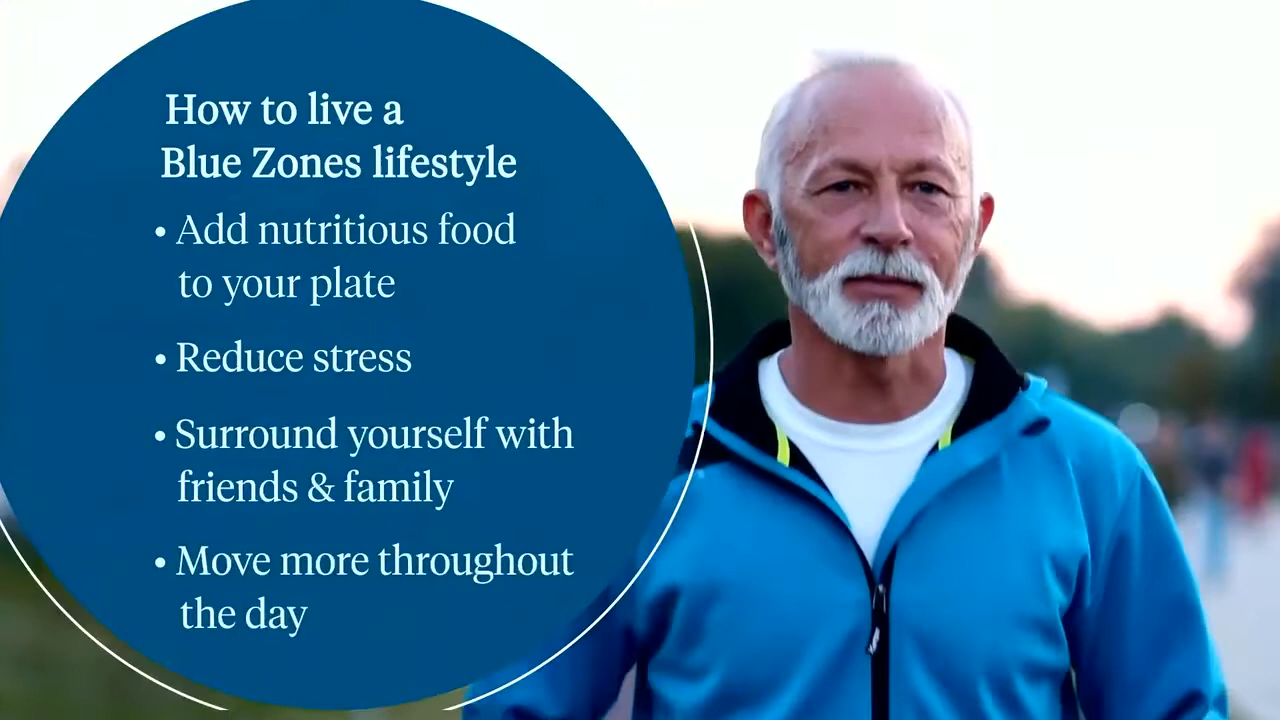 How to live a
Blue Zones lifestyle
• Add nutritious food
to your plate
• Reduce stress
• Surround yourself with
friends & family
• Move more throughout
the day